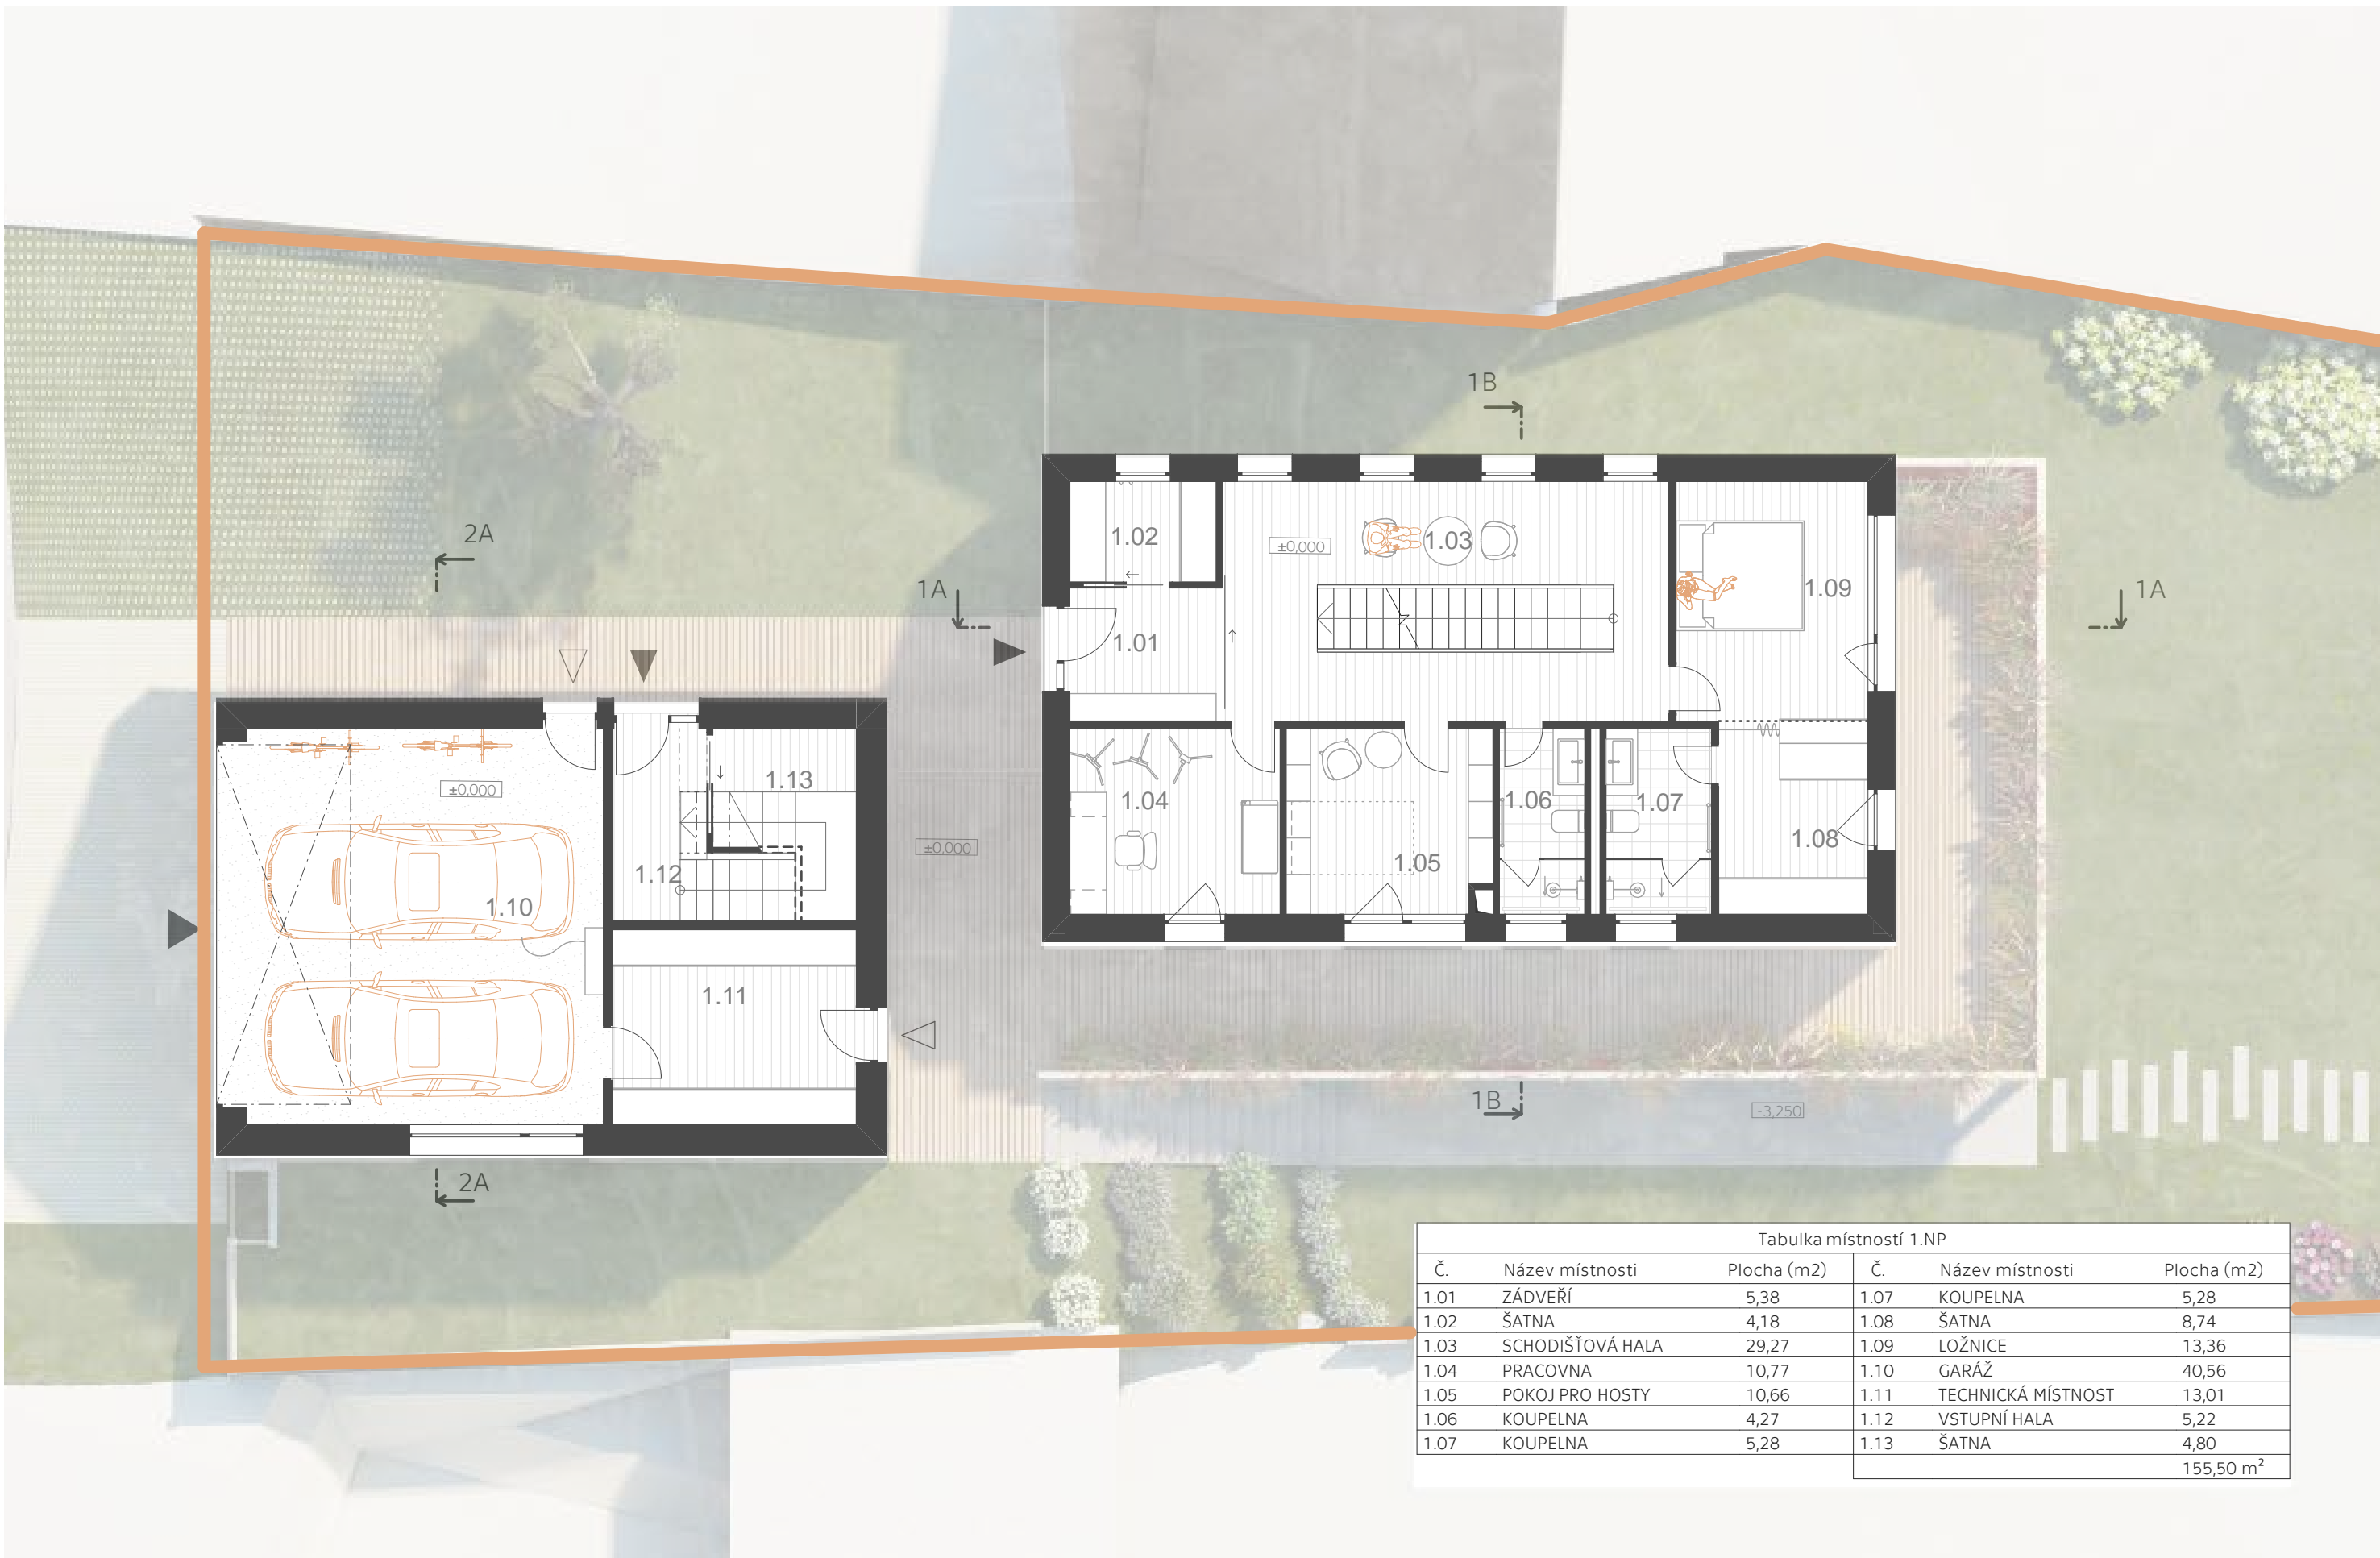 1B
2A
1.02
±0,000
1.03
1.09
1A
1A
1.01
1.13
±0,000
1.04
1.06
1.07
1.08
±0,000
1.05
1.12
1.10
1.11
1B
-3,250
2A
Tabulka místností 1.NP
Č. Název místnosti Plocha (m2) Č. Název místnosti Plocha (m2)
1.01 ZÁDVEŘÍ 5,38 1.07 KOUPELNA 5,28
1.02 ŠATNA 4,18 1.08 ŠATNA 8,74
1.03 SCHODIŠŤOVÁ HALA 29,27 1.09 LOŽNICE 13,36
1.04 PRACOVNA 10,77 1.10 GARÁŽ 40,56
1.05 POKOJ PRO HOSTY 10,66 1.11 TECHNICKÁ MÍSTNOST 13,01
1.06 KOUPELNA 4,27 1.12 VSTUPNÍ HALA 5,22
1.07 KOUPELNA 5,28 1.13 ŠATNA 4,80
155,50 m²